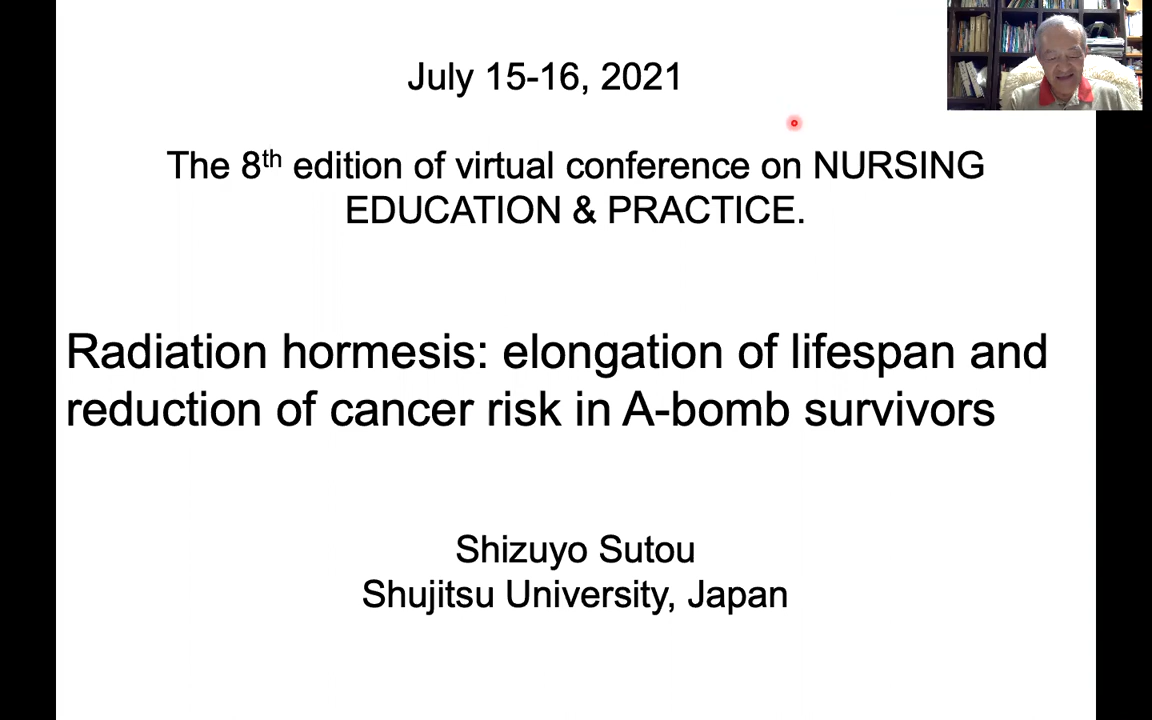 July 15-16, 2021
The 8th edition of virtual conference on NURSING
EDUCATION & PRACTICE.
Radiation hormesis: elongation of lifespan and
reduction of cancer risk in A-bomb survivors
Shizuyo Sutou
Shujitsu University, Japan